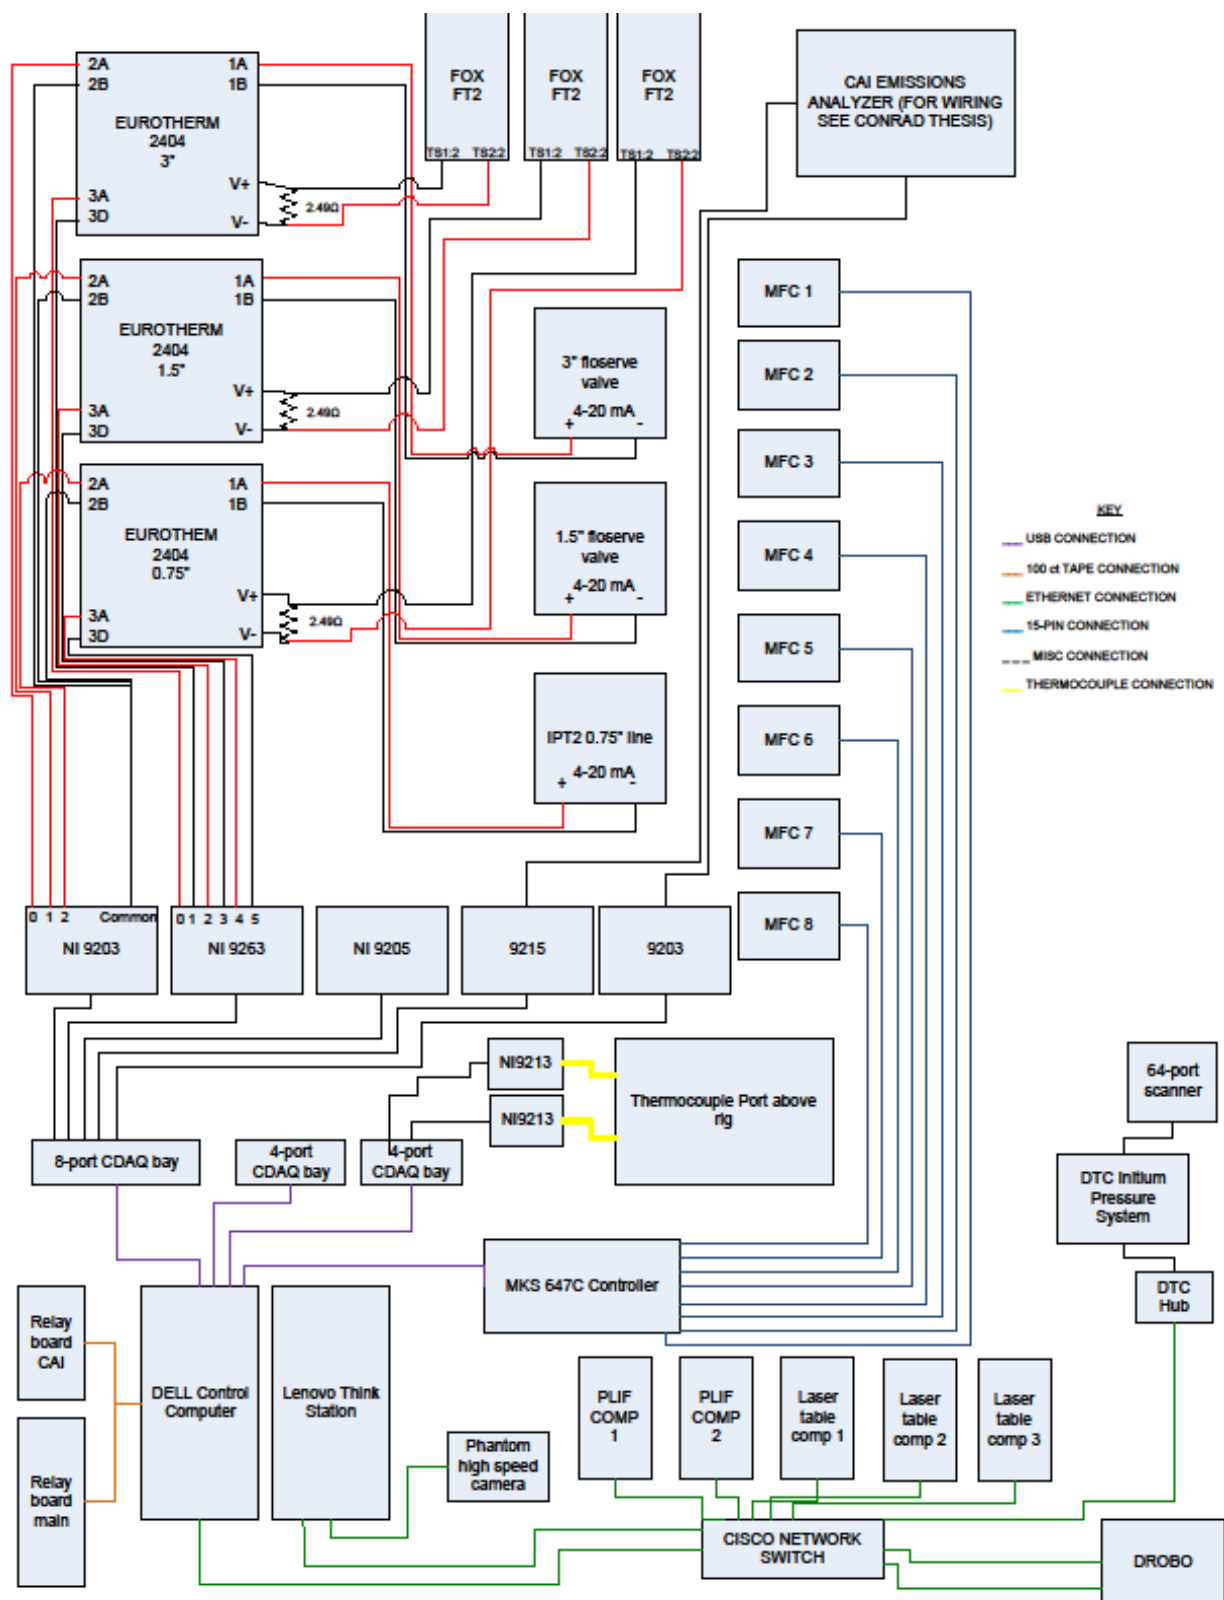 2A
2B
1A
1B
EUROTHERM
2404
3"
3A
3D
V+
V-
2.49Ω
FOX
FT2
TS1:2 TS2:2
FOX
FT2
TS1:2 TS2:2
FOX
FT2
TS1:2 TS2:2
CAI EMISSIONS
ANALYZER (FOR WIRING
SEE CONRAD THESIS)
2A
2B
1A
1B
EUROTHERM
2404
1.5"
3A
3D
V+
V-
2.49Ω
3" floserve
valve
4-20 mA
+ -
2A
2B
1A
1B
EUROTHEM
2404
0.75"
3A
3D
V+
V-
2.49Ω
1.5" floserve
valve
4-20 mA
+ -
IPT2 0.75" line
4-20 mA
+ -
MFC 1
MFC 2
MFC 3
MFC 4
MFC 5
MFC 6
MFC 7
MFC 8
KEY
USB CONNECTION
100 ct TAPE CONNECTION
ETHERNET CONNECTION
15-PIN CONNECTION
MISC CONNECTION
THERMOCOUPLE CONNECTION
0 1 2 Common
NI 9203
0 1 2 3 4 5
NI 9263
NI 9205
9215
9203
NI9213
NI9213
Thermocouple Port above
rig
8-port CDAQ bay
4-port
CDAQ bay
4-port
CDAQ bay
64-port
scanner
DTC Initium
Pressure
System
DTC
Hub
MKS 647C Controller
Relay
board
CAI
Relay
board
main
DELL Control
Computer
Lenovo Think
Station
Phantom
high speed
camera
PLIF
COMP
1
PLIF
COMP
2
Laser
table
comp 1
Laser
table
comp 2
Laser
table
comp 3
CISCO NETWORK
SWITCH
DROBO